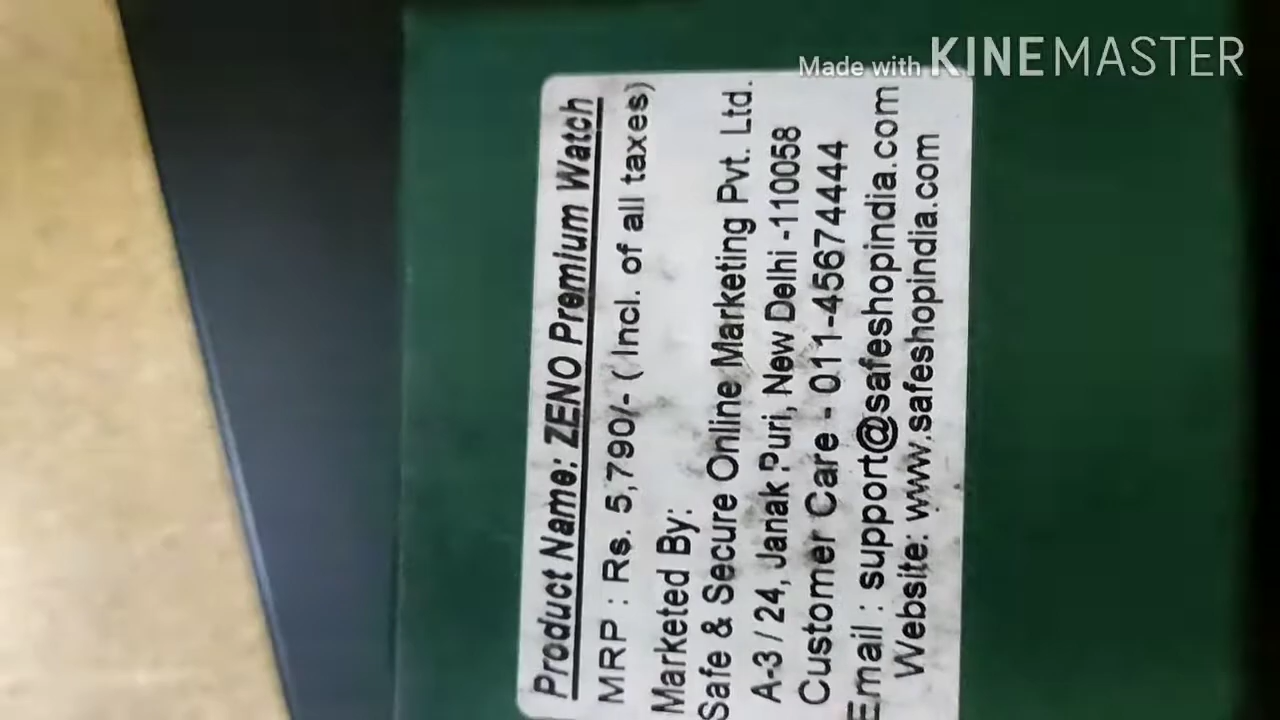 Made with KINEMASTER
Product Name: ZENO Premium Watch
MRP : Rs. 5,790/- ( Incl. of all taxes)
Marketed By:
Safe & Secure Online Marketing Pvt. Ltd.
A-3 / 24, Janak Puri, New Delhi -110058
Customer Care - 011-45674444
Email : support@safeshopindia.com
Website: www.safeshopindia.com